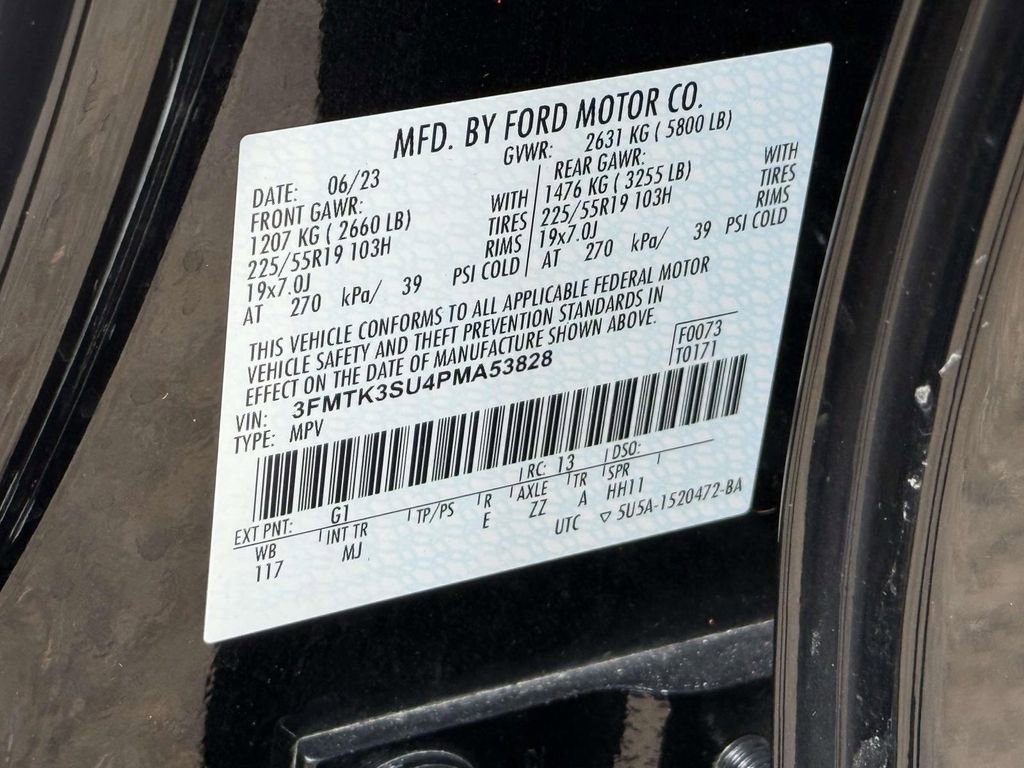 MFD. BY FORD MOTOR CO.
DATE: 06/23 GVWR: 2631 KG ( 5800 LB)
FRONT GAWR: REAR GAWR:
1207 KG ( 2660 LB) WITH 1476 KG ( 3255 LB) WITH
225/55R19 103H TIRES 225/55R19 103H TIRES
19x7.0J RIMS 19x7.0J RIMS
AT 270 kPa/ 39 PSI COLD AT 270 kPa/ 39 PSI COLD
THIS VEHICLE CONFORMS TO ALL APPLICABLE FEDERAL MOTOR
VEHICLE SAFETY AND THEFT PREVENTION STANDARDS IN
EFFECT ON THE DATE OF MANUFACTURE SHOWN ABOVE.
F0073
VIN: 3FMTK3SU4PMA53828
T0171
TYPE: MPV
EXT PNT: G1 RC: 13 DSO:
WB INT TR TP/PS R AXLE TR SPR
117 MJ E ZZ A HH11
UTC ▽ 5U5A-1520472-BA